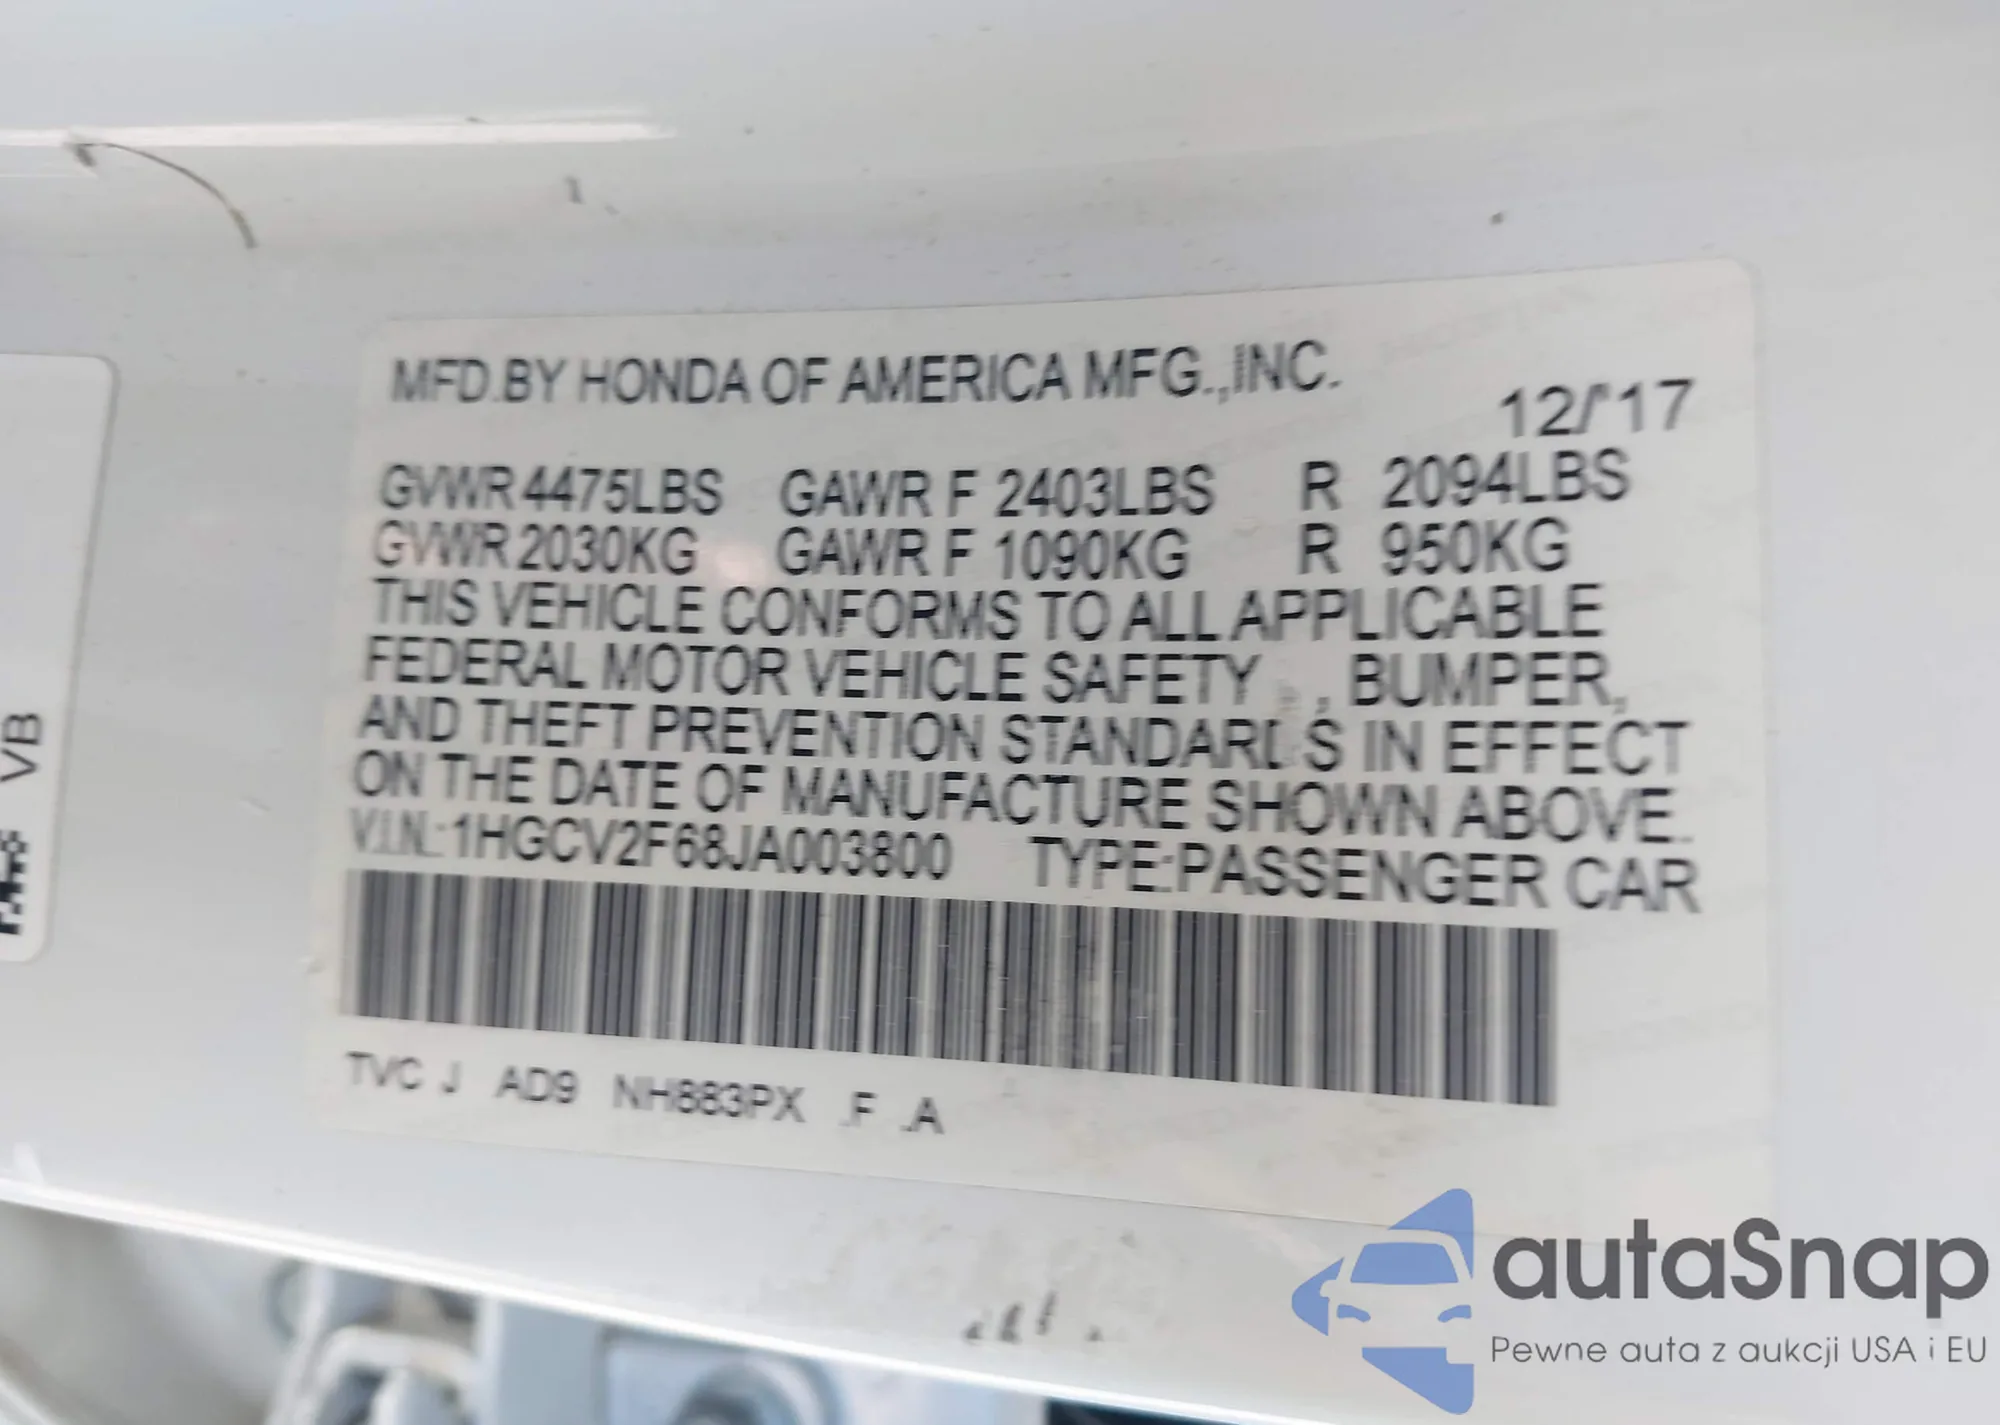 MFD.BY HONDA OF AMERICA MFG.,INC.
12/'17
GVWR 4475LBS GAWR F 2403LBS R 2094LBS
GVWR 2030KG GAWR F 1090KG R 950KG
THIS VEHICLE CONFORMS TO ALL APPLICABLE
FEDERAL MOTOR VEHICLE SAFETY , BUMPER,
AND THEFT PREVENTION STANDARDS IN EFFECT
ON THE DATE OF MANUFACTURE SHOWN ABOVE.
V.I.N.:1HGCV2F68JA003800 TYPE:PASSENGER CAR
TVC J AD9 NH883PX .F .A
VB
autaSnap
Pewne auta z aukcji USA i EU